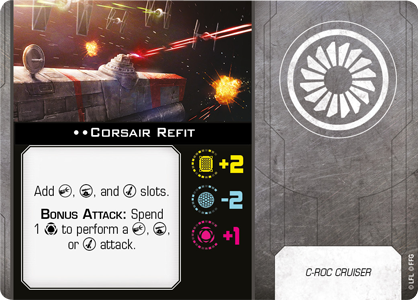 ••Corsair Refit
Add , , and slots.
Bonus Attack: Spend
1 to perform a , ,
or attack.
+2
-2
+1
C-ROC CRUISER
©LFL ©FFG